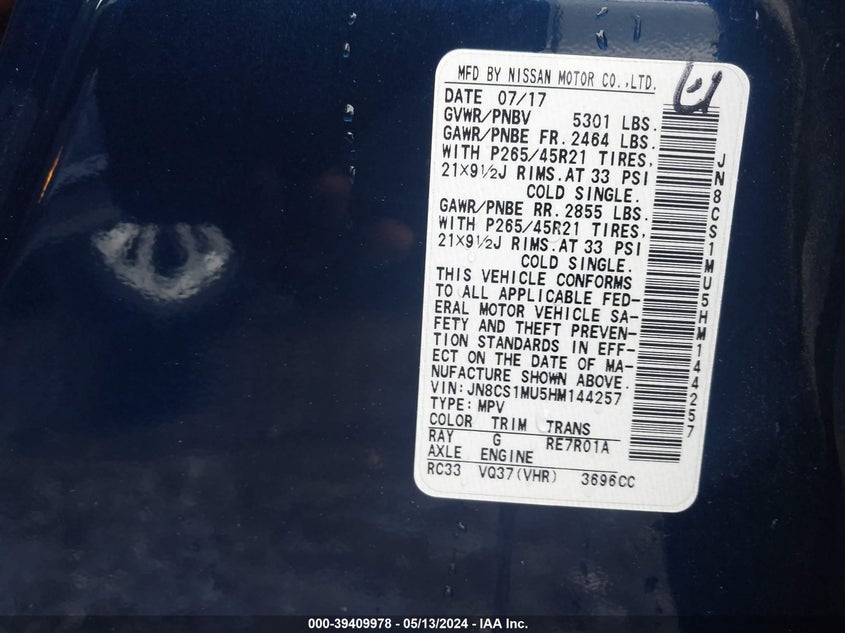 MFD BY NISSAN MOTOR CO.,LTD.
DATE 07/17
GVWR/PNBV 5301 LBS.
GAWR/PNBE FR. 2464 LBS.
WITH P265/45R21 TIRES,
21X9½J RIMS.AT 33 PSI
COLD SINGLE.
GAWR/PNBE RR. 2855 LBS.
WITH P265/45R21 TIRES,
21X9½J RIMS.AT 33 PSI
COLD SINGLE.
THIS VEHICLE CONFORMS
TO ALL APPLICABLE FED-
ERAL MOTOR VEHICLE SA-
FETY AND THEFT PREVEN-
TION STANDARDS IN EFF-
ECT ON THE DATE OF MA-
NUFACTURE SHOWN ABOVE.
VIN:JN8CS1MU5HM144257
TYPE:MPV
COLOR TRIM TRANS
RAY G RE7R01A
AXLE ENGINE
RC33 VQ37(VHR) 3696CC
JN8CS1MU5HM144257
000-39409978 - 05/13/2024 - IAA Inc.